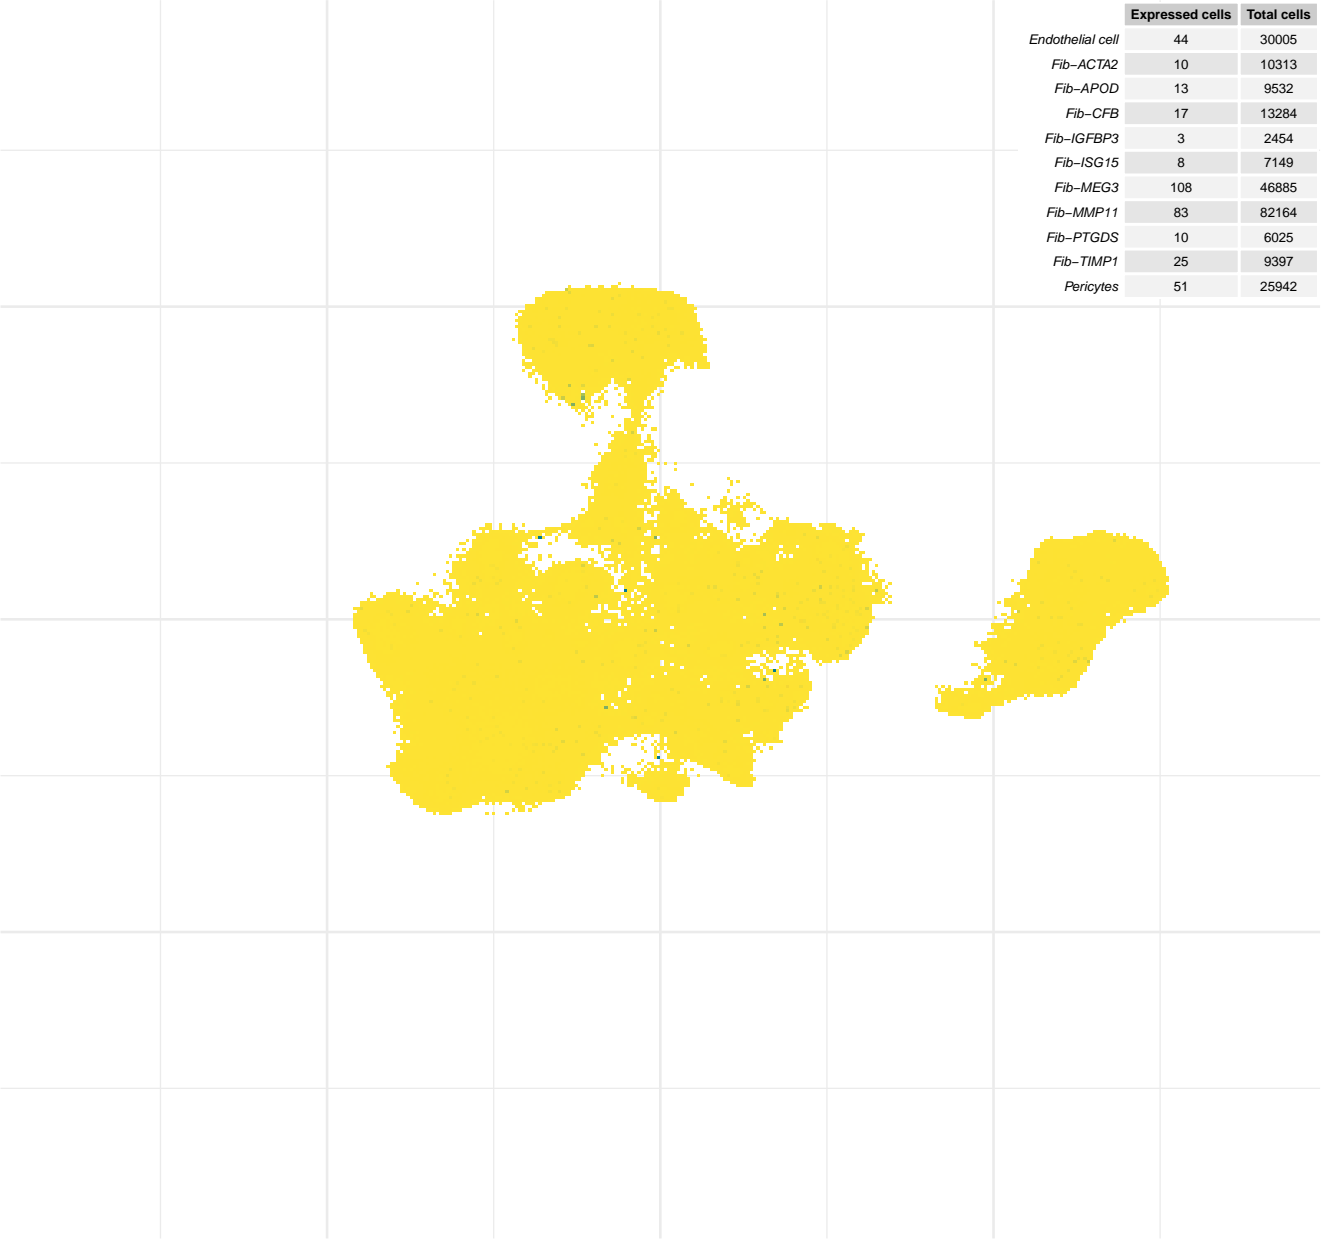 Expressed cells Total cells
Endothelial cell 44 30005
Fib−ACTA2 10 10313
Fib−APOD 13 9532
Fib−CFB 17 13284
Fib−IGFBP3 3 2454
Fib−ISG15 8 7149
Fib−MEG3 108 46885
Fib−MMP11 83 82164
Fib−PTGDS 10 6025
Fib−TIMP1 25 9397
Pericytes 51 25942